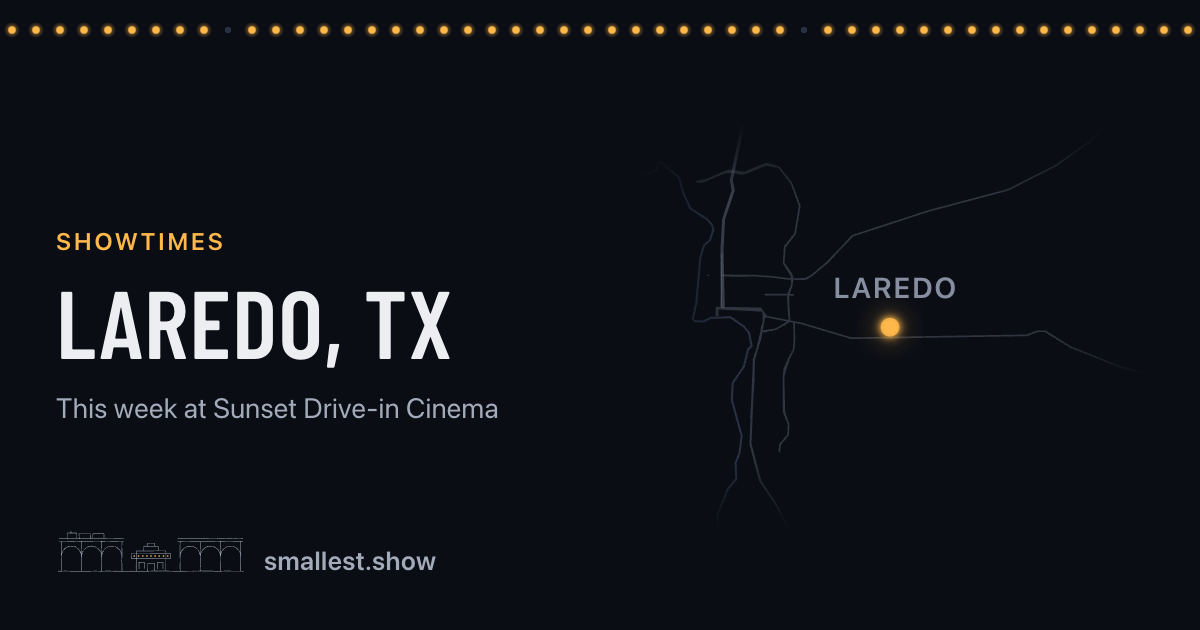 SHOWTIMES
LAREDO, TX
This week at Sunset Drive-in Cinema
LAREDO
smallest.show